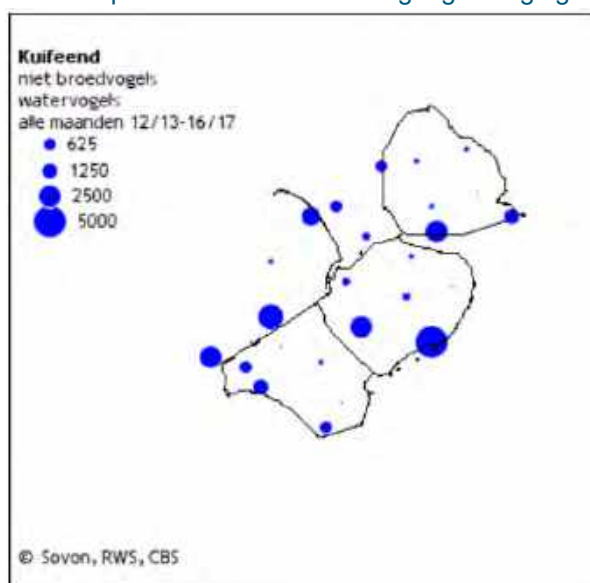 Kuifeend
niet broedvogels
watervogels
alle maanden 12/13-16/17
625
1250
2500
5000
© Sovon, RWS, CBS